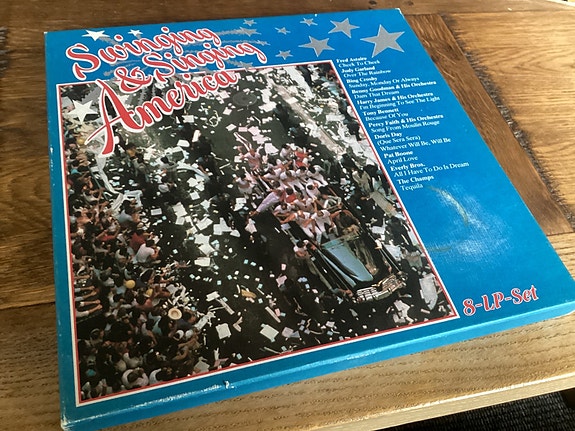 Swinging
& Singing
America
Fred Astaire
Cheek To Cheek
Judy Garland
Over The Rainbow
Bing Crosby
Sunday, Monday Or Always
Benny Goodman & His Orchestra
Darn That Dream
Harry James & His Orchestra
I'm Beginning To See The Light
Tony Bennett
Because Of You
Percy Faith & His Orchestra
Song From Moulin Rouge
Doris Day
(Que Sera Sera)
Whatever Will Be, Will Be
Pat Boone
April Love
Everly Bros.
All I Have To Do Is Dream
The Champs
Tequila
8-LP-Set